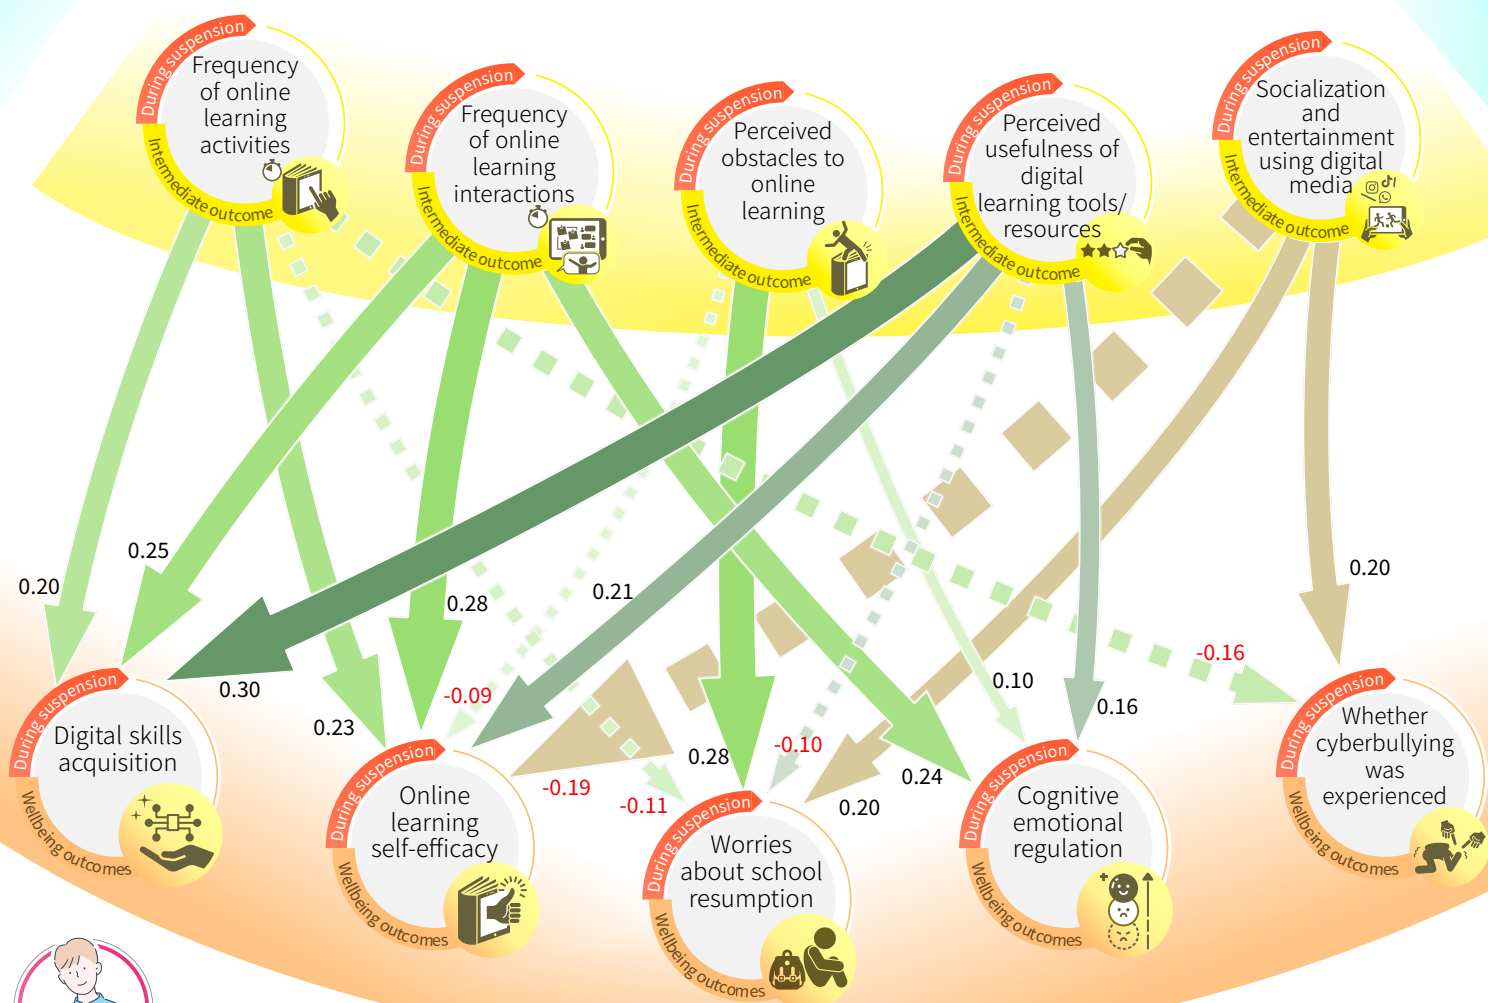 During suspension
Frequency
of online
learning
activities
Intermediate outcome
During suspension
Frequency
of online
learning
interactions
Intermediate outcome
During suspension
Perceived
obstacles to
online
learning
Intermediate outcome
During suspension
Perceived
usefulness of
digital
learning tools/
resources
Intermediate outcome
During suspension
Socialization
and
entertainment
using digital
media
Intermediate outcome
0.20
0.25
0.30
0.23
0.28
-0.09
0.21
-0.19
-0.11
0.28
-0.10
0.20
0.24
0.10
0.16
-0.16
0.20
During suspension
Digital skills
acquisition
Wellbeing outcomes
During suspension
Online
learning
self-efficacy
Wellbeing outcomes
During suspension
Worries
about school
resumption
Wellbeing outcomes
During suspension
Cognitive
emotional
regulation
Wellbeing outcomes
During suspension
Whether
cyberbullying
was
experienced
Wellbeing outcomes